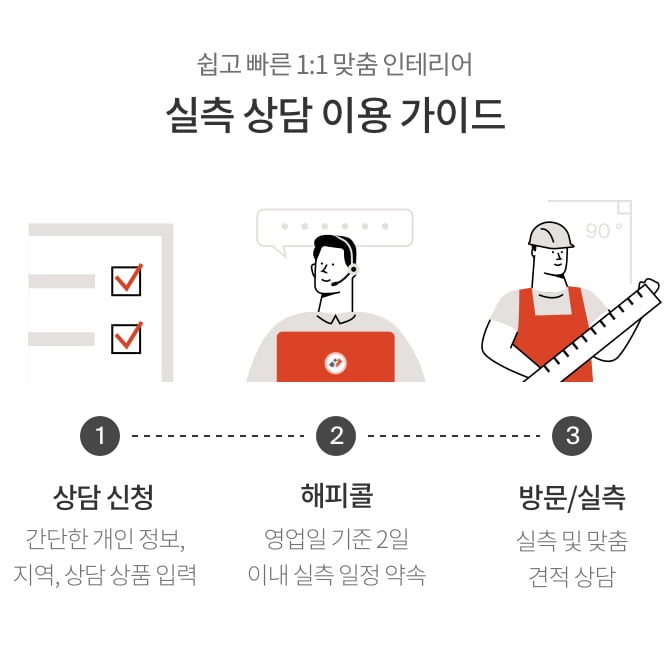 쉽고 빠른 1:1 맞춤 인테리어
실측 상담 이용 가이드
90 °
1
2
3
상담 신청
간단한 개인 정보,
지역, 상담 상품 입력
해피콜
영업일 기준 2일
이내 실측 일정 약속
방문/실측
실측 및 맞춤
견적 상담